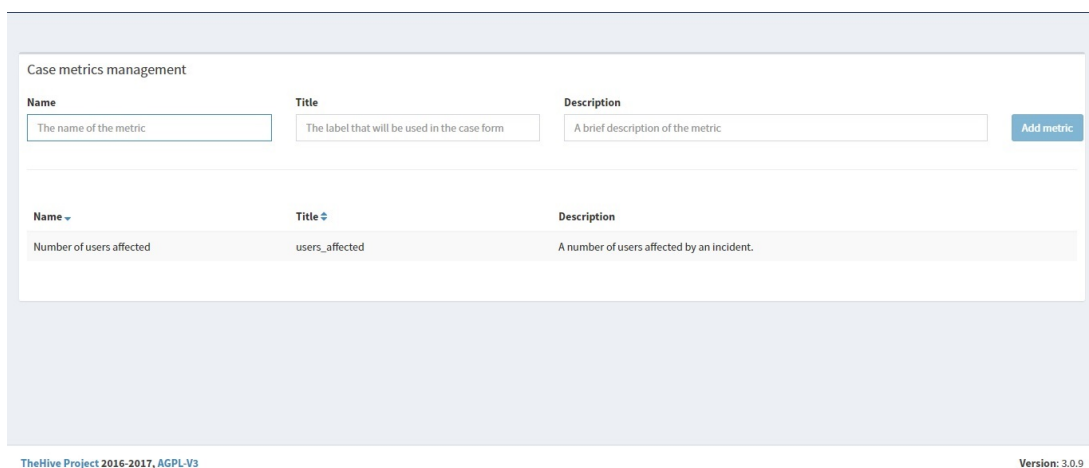 Case metrics management
Name Title Description
The name of the metric The label that will be used in the case form A brief description of the metric Add metric
Name Title Description
Number of users affected users_affected A number of users affected by an incident.
TheHive Project 2016-2017, AGPL-V3 Version: 3.0.9